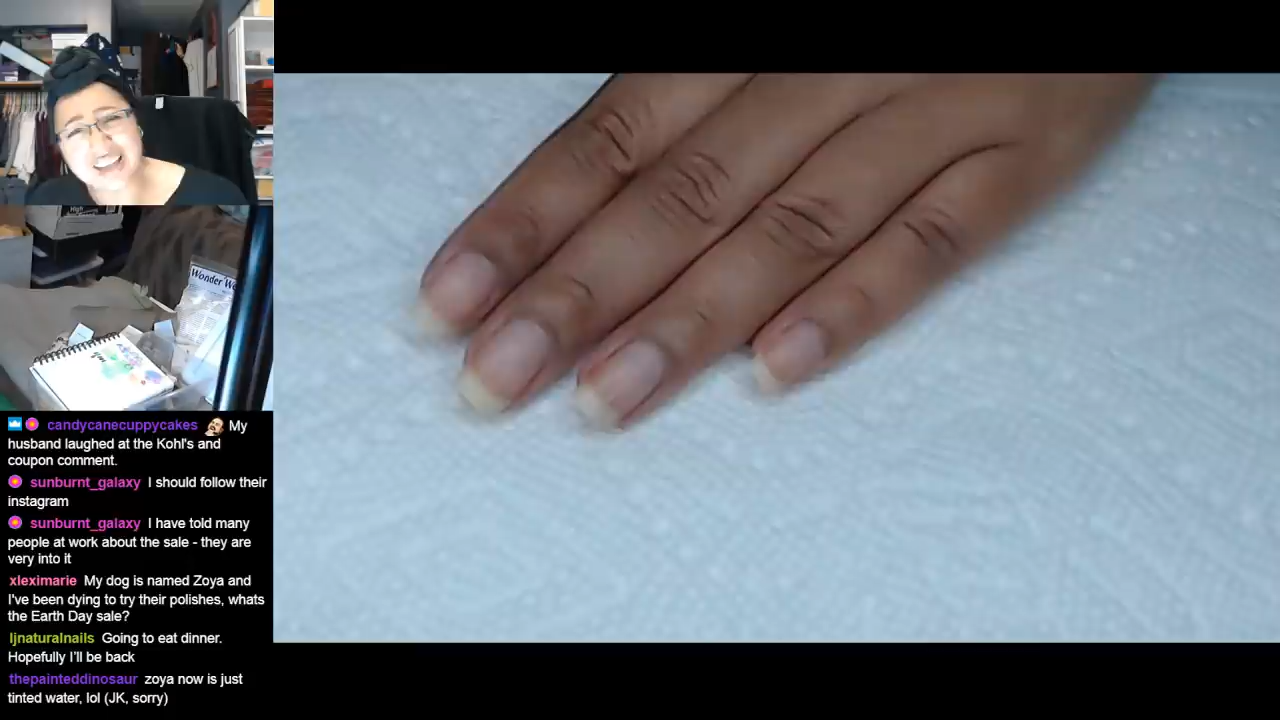 Wonder
candycanecuppycakes My
husband laughed at the Kohl's and
coupon comment.
sunburnt_galaxy I should follow their
instagram
sunburnt_galaxy I have told many
people at work about the sale - they are
very into it
xleximarie My dog is named Zoya and
I've been dying to try their polishes, whats
the Earth Day sale?
ljnaturalnails Going to eat dinner.
Hopefully I'll be back
thepainteddinosaur zoya now is just
tinted water, lol (JK, sorry)